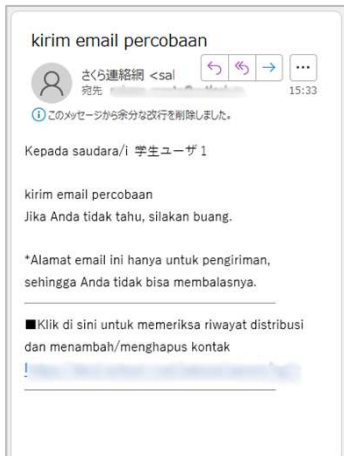 kirim email percobaan
さくら連絡網 <sal
宛先
15:33
このメッセージから余分な改行を削除しました。
Kepada saudara/i 学生ユーザ1
kirim email percobaan
Jika Anda tidak tahu, silakan buang.
*Alamat email ini hanya untuk pengiriman,
sehingga Anda tidak bisa membalasnya.
■Klik di sini untuk memeriksa riwayat distribusi
dan menambah/menghapus kontak